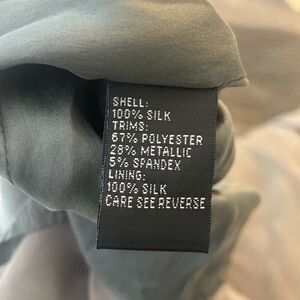 SHELL:
100% SILK
TRIMS:
67% POLYESTER
28% METALLIC
5% SPANDEX
LINING:
100% SILK
CARE SEE REVERSE